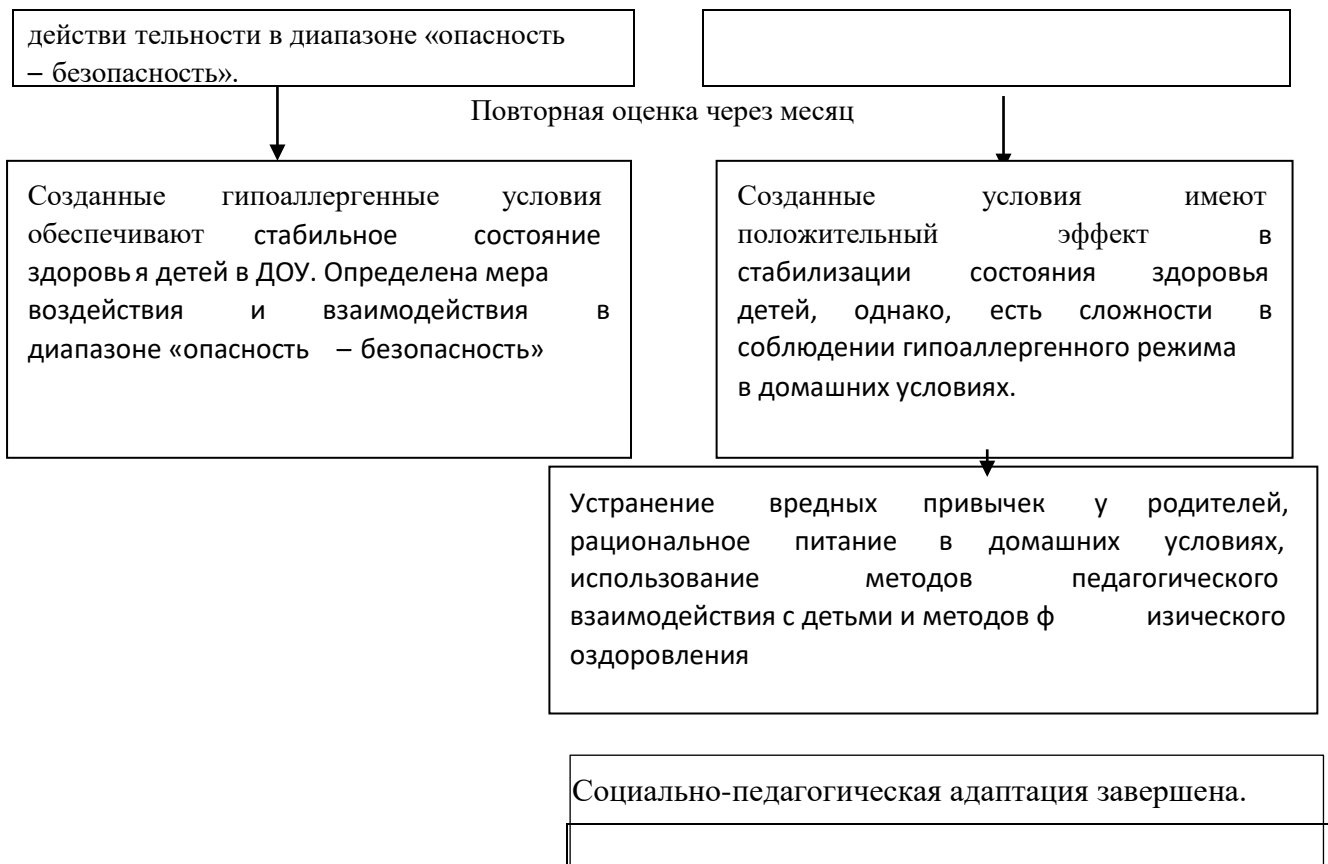 действи тельности в диапазоне «опасность
– безопасность».
Повторная оценка через месяц
Созданные гипоаллергенные условия
обеспечивают стабильное состояние
здоровь я детей в ДОУ. Определена мера
воздействия и взаимодействия в
диапазоне «опасность – безопасность»
Созданные условия имеют
положительный эффект в
стабилизации состояния здоровья
детей, однако, есть сложности в
соблюдении гипоаллергенного режима
в домашних условиях.
Устранение вредных привычек у родителей,
рациональное питание в домашних условиях,
использование методов педагогического
взаимодействия с детьми и методов ф изического
оздоровления
Социально-педагогическая адаптация завершена.